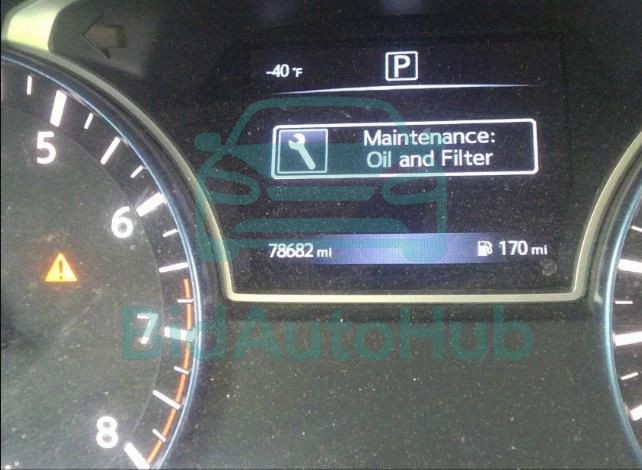 -40 °F
P
Maintenance:
Oil and Filter
78682 mi
170 mi
5
6
7
8
BidAutoHub